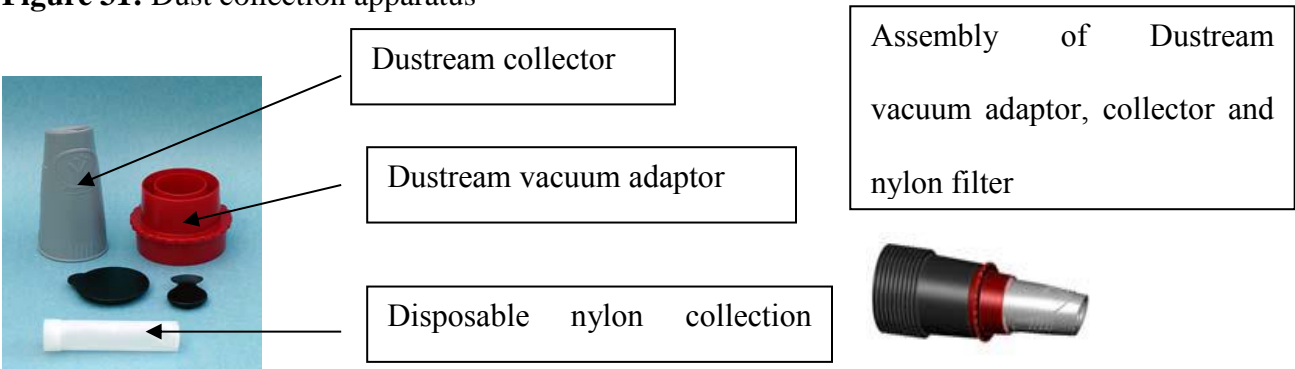 Figure 31: Dust collection apparatus
Dustream collector
Dustream vacuum adaptor
Disposable nylon collection
Assembly of Dustream
vacuum adaptor, collector and
nylon filter